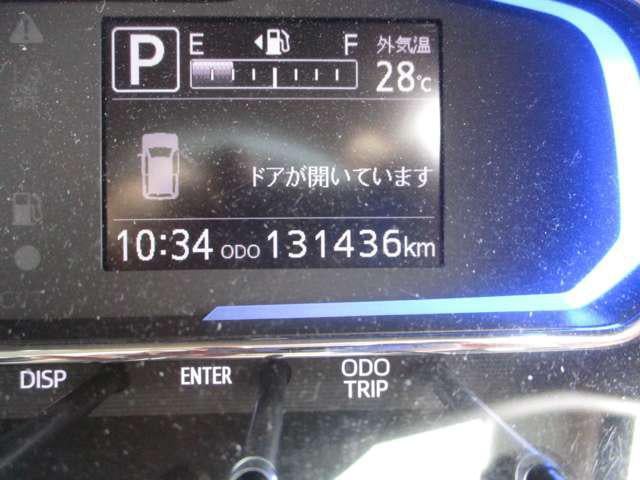 P E F 外気温
28℃
ドアが開いています
10:34 ODO 131436km
DISP ENTER ODO
TRIP